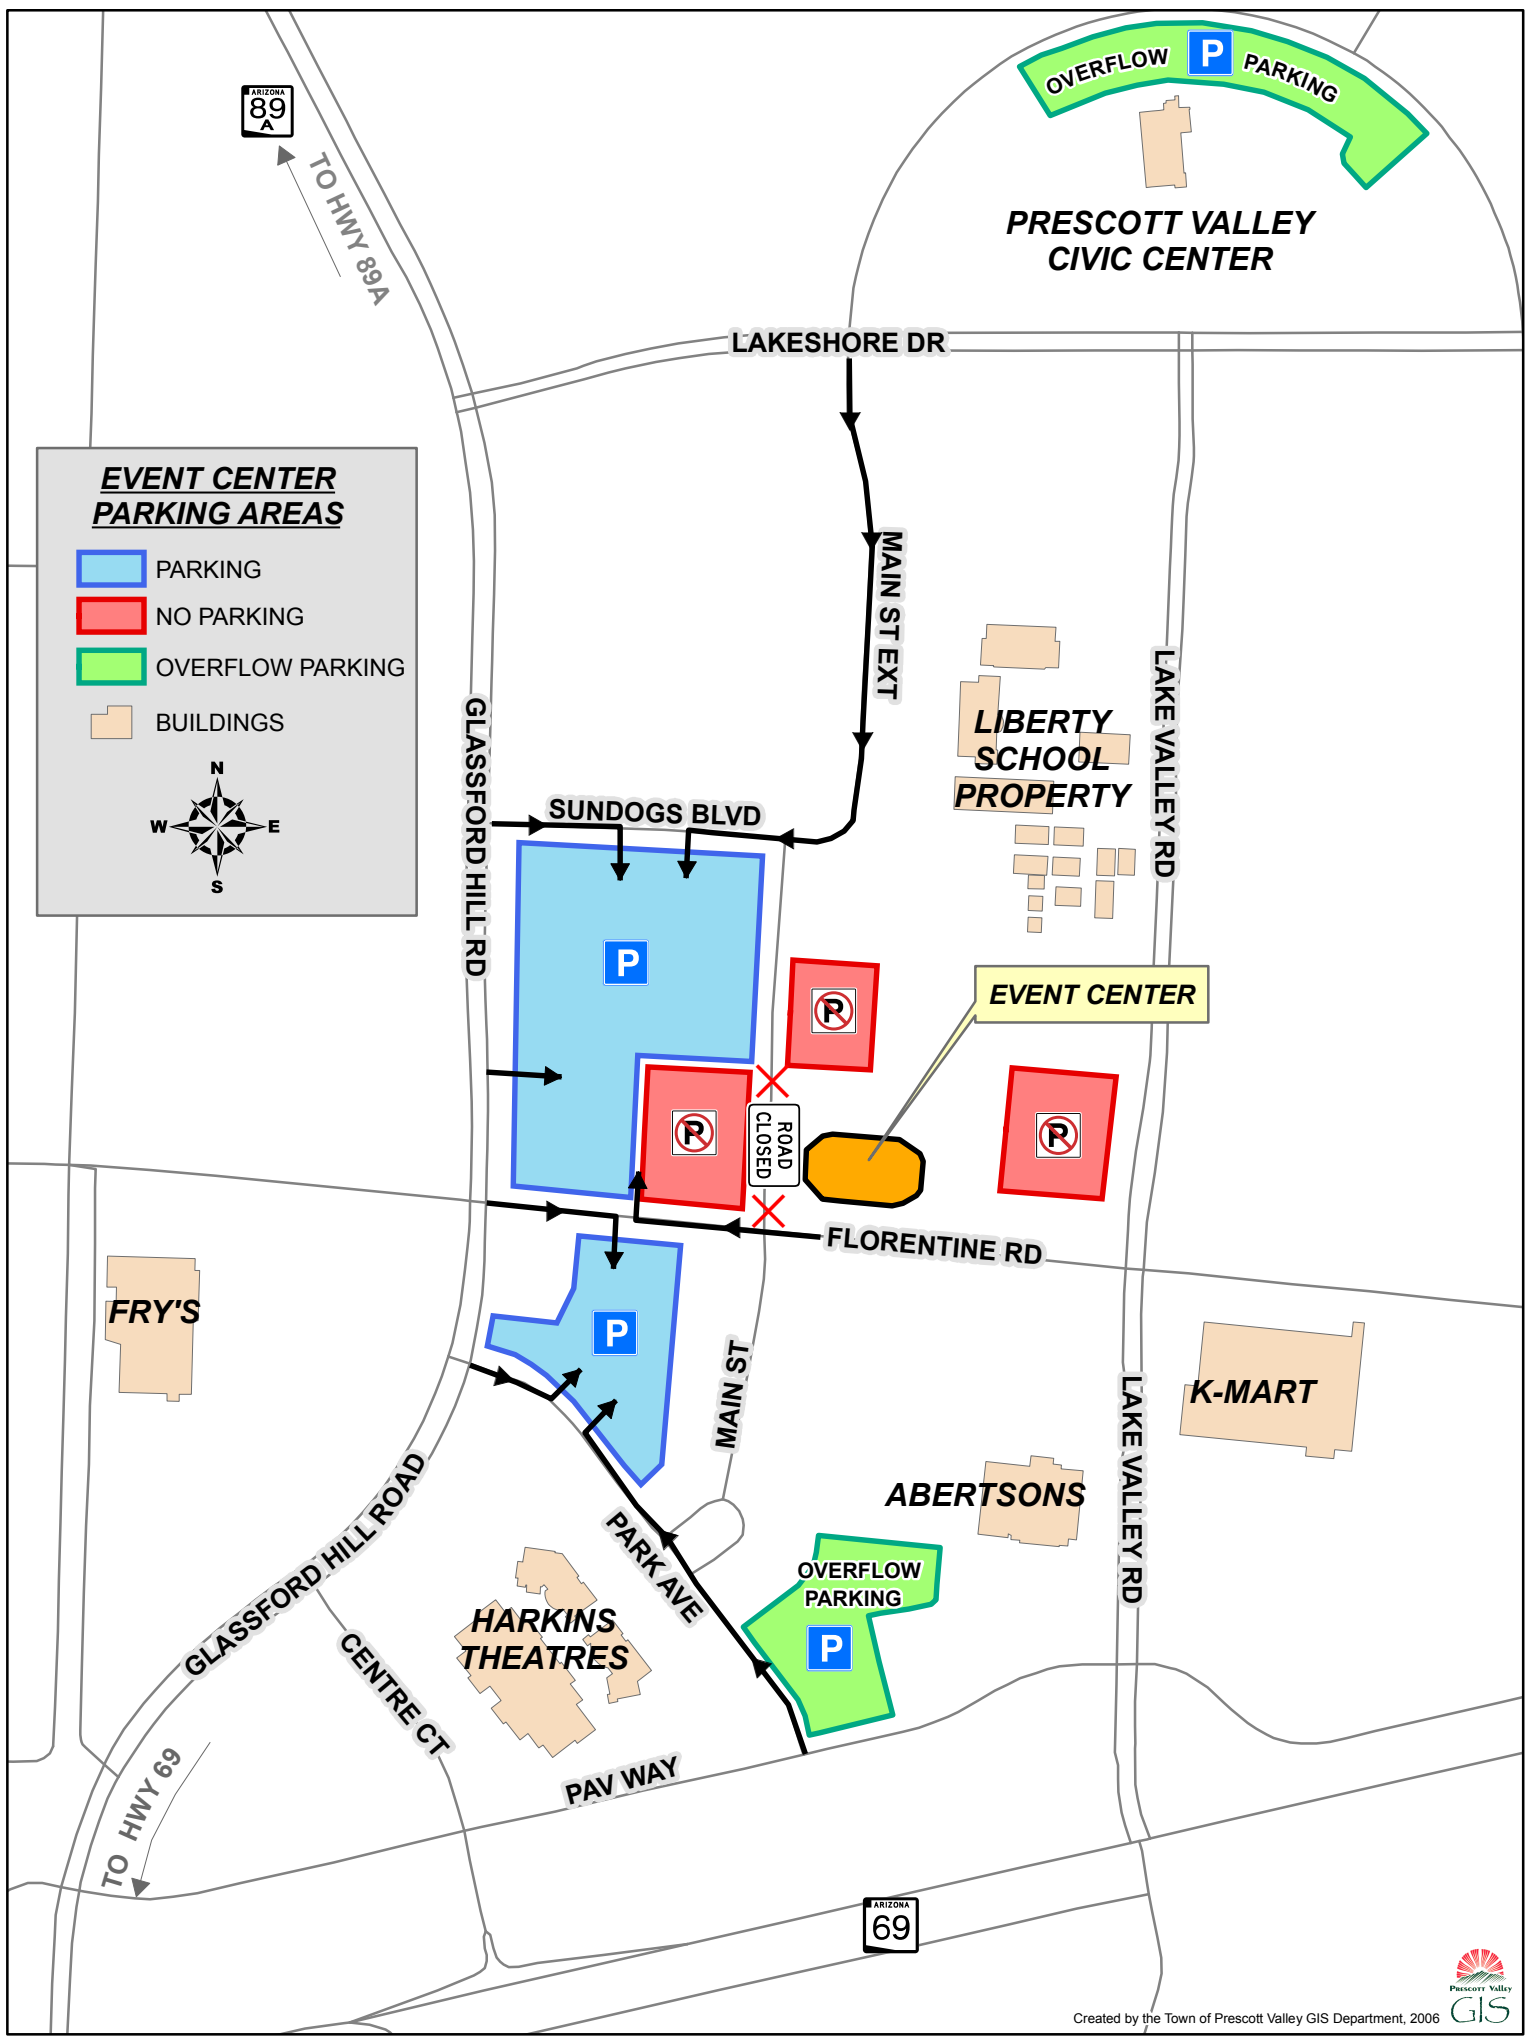 OVERFLOW P PARKING
ARIZONA
89
A
TO HWY 89A
PRESCOTT VALLEY
CIVIC CENTER
LAKESHORE DR
EVENT CENTER
PARKING AREAS
PARKING
NO PARKING
OVERFLOW PARKING
BUILDINGS
N
W E
S
MAIN ST EXT
LIBERTY
SCHOOL
PROPERTY
LAKE VALLEY RD
GLASSFORD HILL RD
SUNDOGS BLVD
P
P
EVENT CENTER
P
P
ROAD
CLOSED
FLORENTINE RD
FRY'S
P
MAIN ST
K-MART
LAKE VALLEY RD
ABERTSONS
GLASSFORD HILL ROAD
PARK AVE
OVERFLOW
PARKING
P
HARKINS
THEATRES
CENTRE CT
PAV WAY
TO HWY 69
ARIZONA
69
PRESCOTT VALLEY
GIS
Created by the Town of Prescott Valley GIS Department, 2006